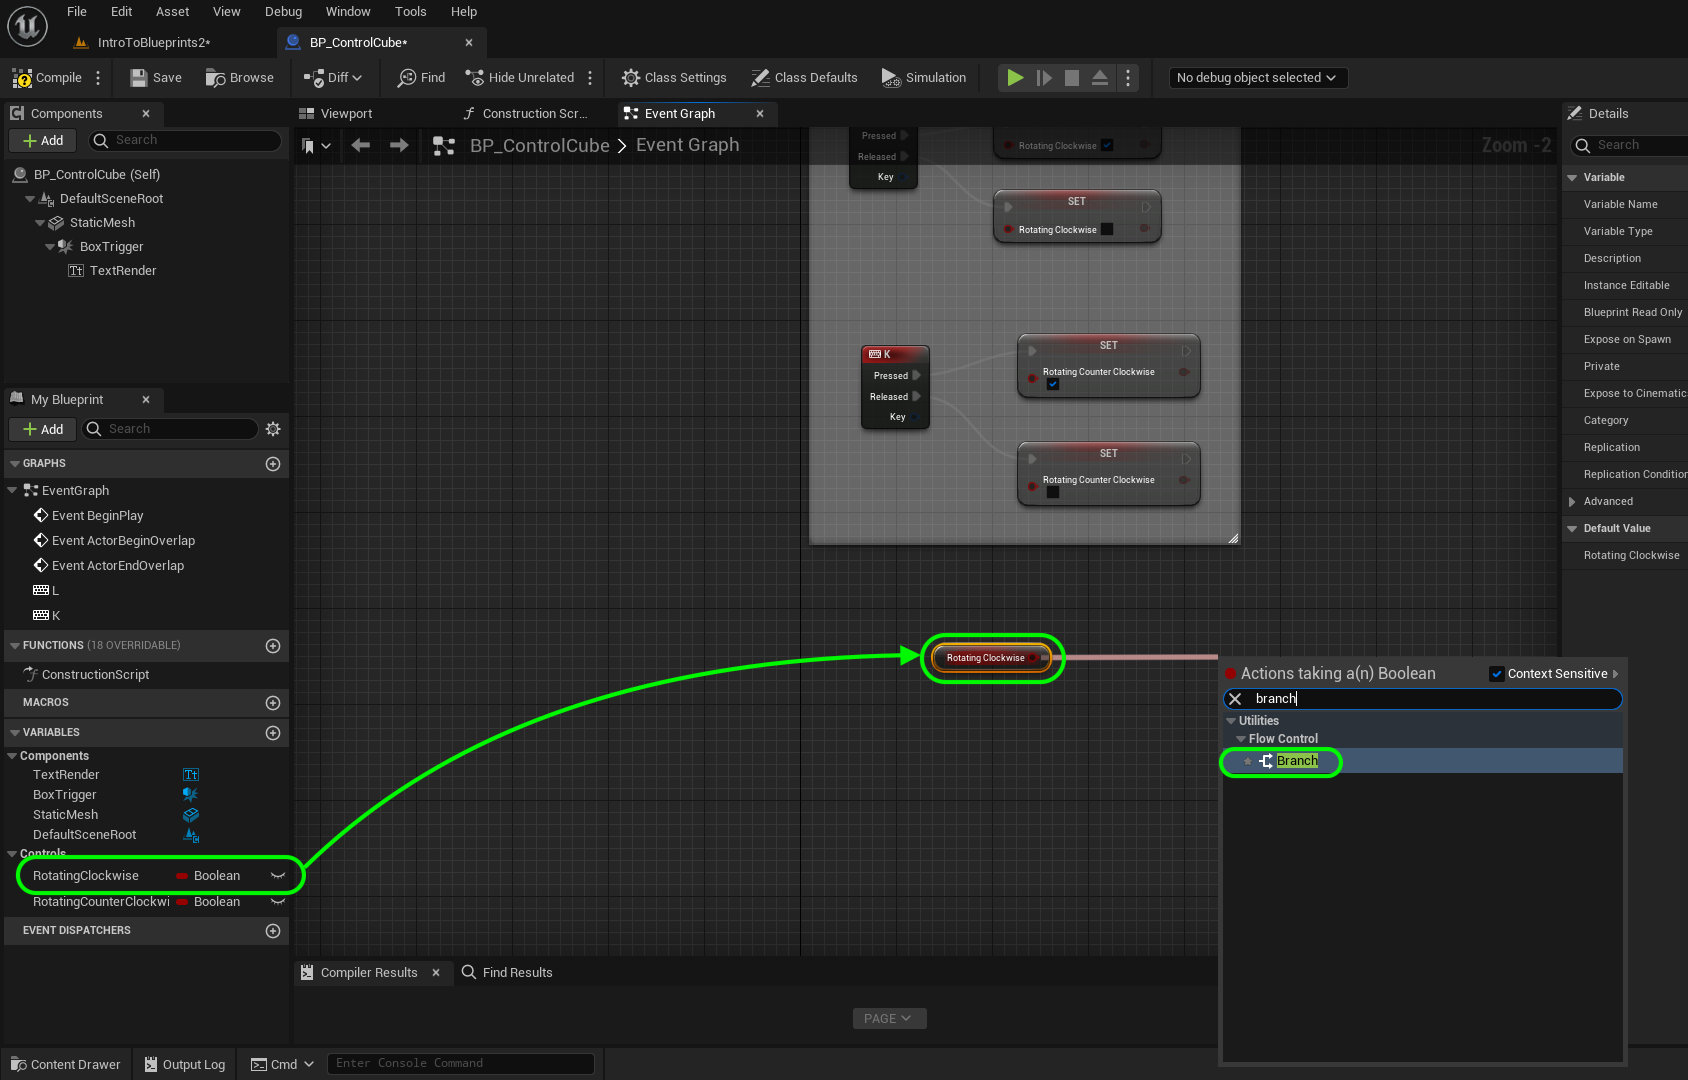 File Edit Asset View Debug Window Tools Help
IntroToBlueprints2*
BP_ControlCube*
Compile Save Browse Diff Find Hide Unrelated Class Settings Class Defaults Simulation No debug object selected
Components
Add Search
BP_ControlCube (Self)
DefaultSceneRoot
StaticMesh
BoxTrigger
TextRender
My Blueprint
Add Search
GRAPHS
EventGraph
Event BeginPlay
Event ActorBeginOverlap
Event ActorEndOverlap
L
K
FUNCTIONS (18 OVERRIDABLE)
ConstructionScript
MACROS
VARIABLES
Components
TextRender
BoxTrigger
StaticMesh
DefaultSceneRoot
Controls
RotatingClockwise Boolean
RotatingCounterClockwi Boolean
EVENT DISPATCHERS
Viewport Construction Scr... Event Graph
BP_ControlCube > Event Graph
Zoom -2
Pressed
Released
Key
Rotating Clockwise
SET
Rotating Clockwise
K
Pressed
Released
Key
SET
Rotating Counter Clockwise
SET
Rotating Counter Clockwise
Rotating Clockwise
Actions taking a(n) Boolean Context Sensitive
branch
Utilities
Flow Control
Branch
Details
Search
Variable
Variable Name
Variable Type
Description
Instance Editable
Blueprint Read Only
Expose on Spawn
Private
Expose to Cinematic
Category
Replication
Replication Condition
Advanced
Default Value
Rotating Clockwise
Compiler Results Find Results
PAGE
Content Drawer Output Log Cmd Enter Console Command